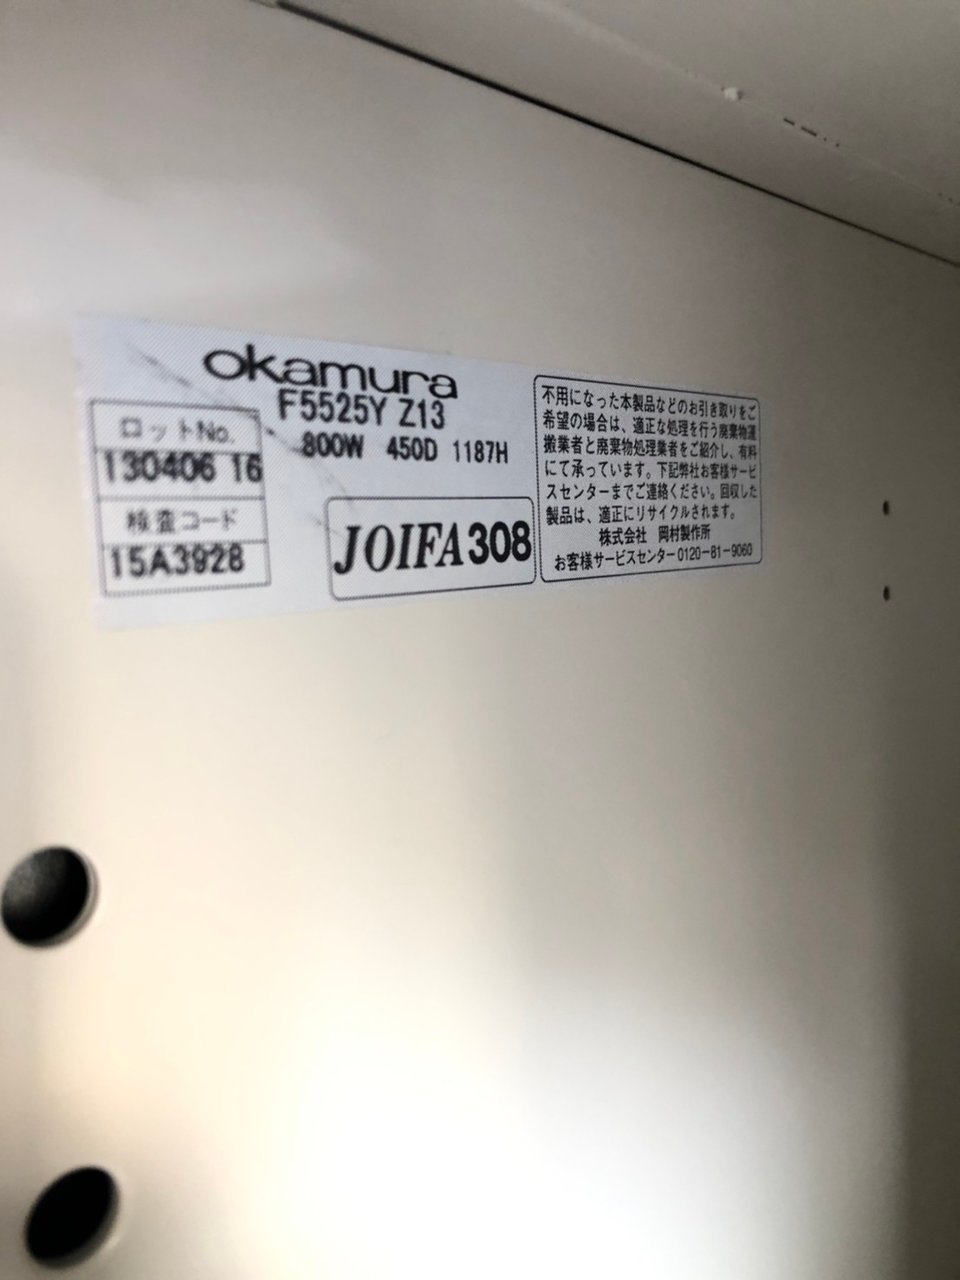 okamura
F5525Y Z13
800W 450D 1187H
ロットNo.
130406 16
検査コード
15A3928
JOIFA308
不用になった本製品などのお引き取りをご
希望の場合は、適正な処理を行う廃棄物運
搬業者と廃棄物処理業者をご紹介し、有料
にて承っています。下記弊社お客様サービ
スセンターまでご連絡ください。回収した
製品は、適正にリサイクルされます。
株式会社 岡村製作所
お客様サービスセンター0120-81-9060